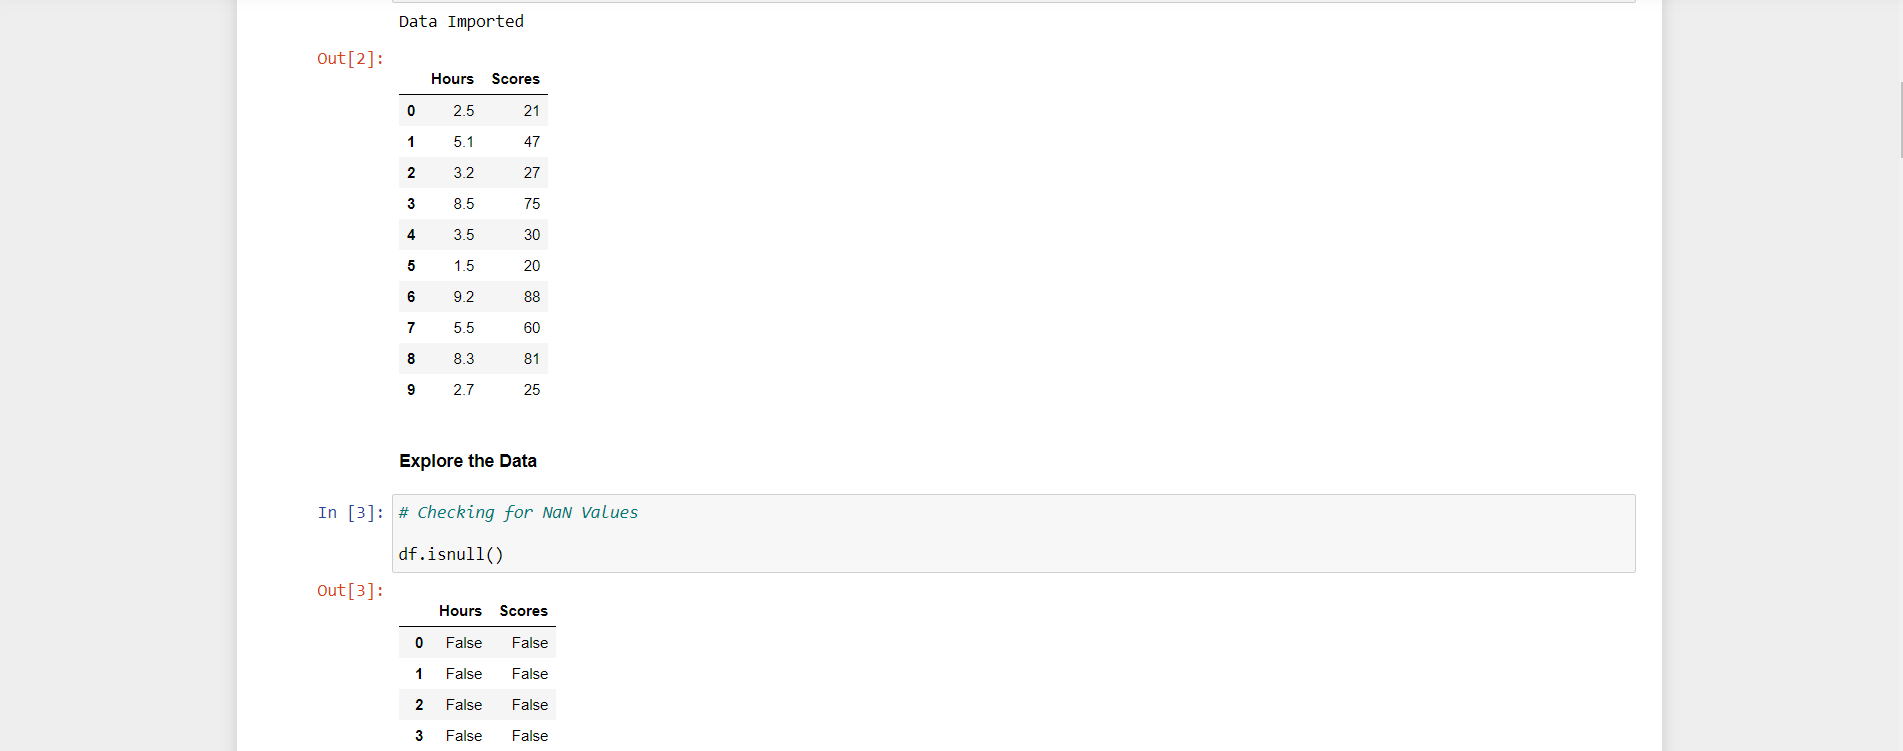 Data Imported
Out[2]:
Hours Scores
0 2.5 21
1 5.1 47
2 3.2 27
3 8.5 75
4 3.5 30
5 1.5 20
6 9.2 88
7 5.5 60
8 8.3 81
9 2.7 25
Explore the Data
In [3]: # Checking for NaN Values
df.isnull()
Out[3]:
Hours Scores
0 False False
1 False False
2 False False
3 False False